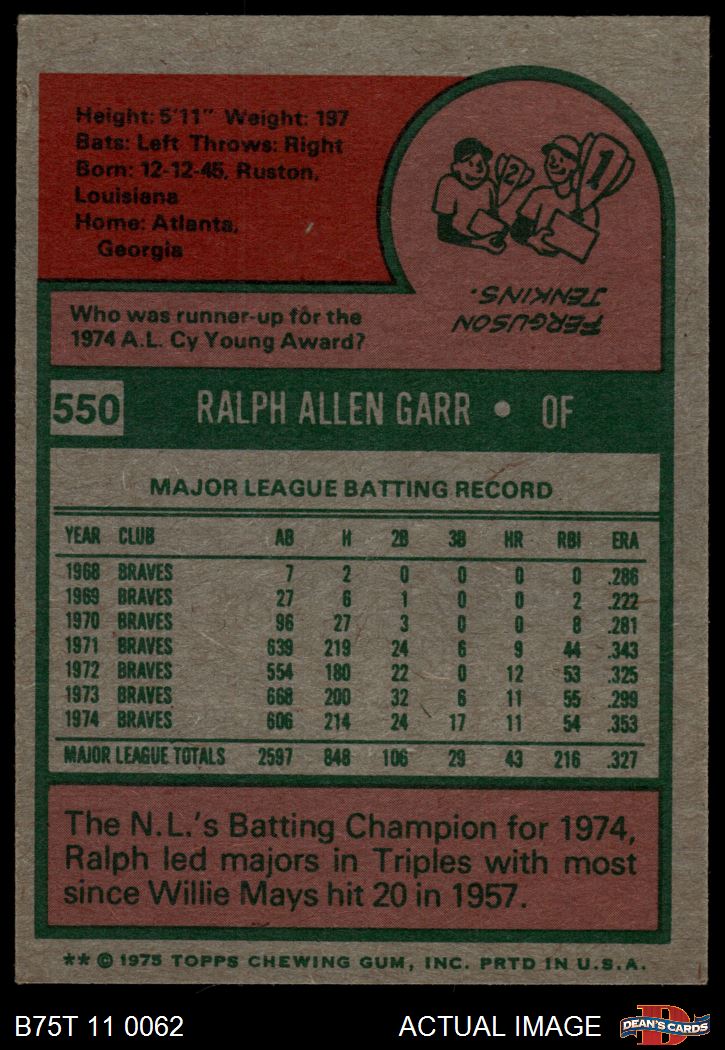 Height: 5'11" Weight: 197
Bats: Left Throws: Right
Born: 12-12-45, Ruston,
Louisiana
Home: Atlanta,
Georgia
2 1
FERGUSON
JENKINS.
Who was runner-up for the
1974 A.L. Cy Young Award?
550 RALPH ALLEN GARR • OF
MAJOR LEAGUE BATTING RECORD
YEAR CLUB AB H 2B 3B HR RBI ERA
1968 BRAVES 7 2 0 0 0 0 .286
1969 BRAVES 27 6 1 0 0 2 .222
1970 BRAVES 96 27 3 0 0 8 .281
1971 BRAVES 639 219 24 6 9 44 .343
1972 BRAVES 554 180 22 0 12 53 .325
1973 BRAVES 668 200 32 6 11 55 .299
1974 BRAVES 606 214 24 17 11 54 .353
MAJOR LEAGUE TOTALS 2597 848 106 29 43 216 .327
The N.L.'s Batting Champion for 1974,
Ralph led majors in Triples with most
since Willie Mays hit 20 in 1957.
** © 1975 TOPPS CHEWING GUM, INC. PRTD IN U.S.A.
B75T 11 0062 ACTUAL IMAGE D DEAN'S CARDS